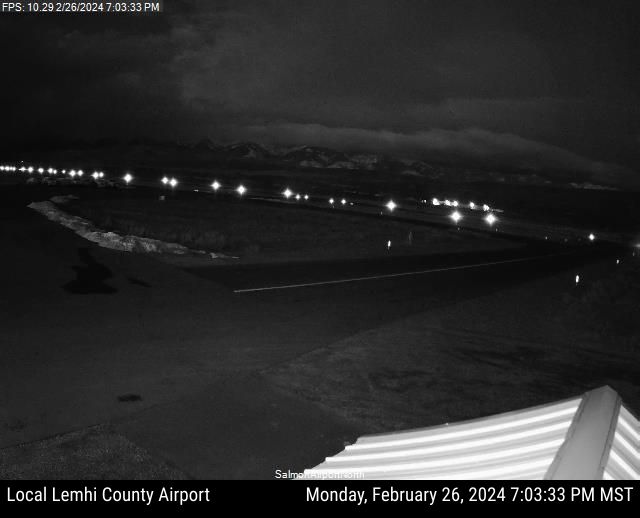 FPS: 10.29 2/26/2024 7:03:33 PM
SalmonAirport.north
Local Lemhi County Airport
Monday, February 26, 2024 7:03:33 PM MST